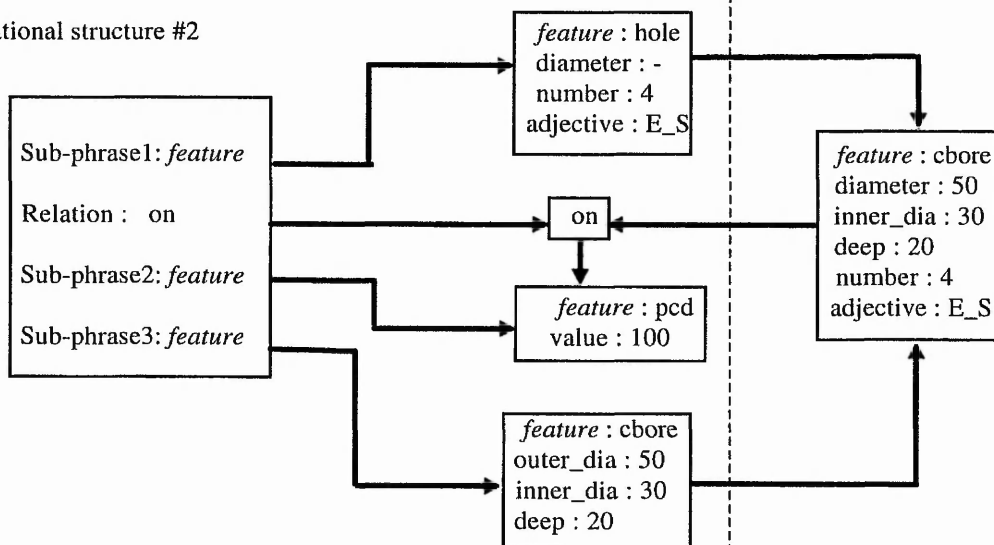 ational structure #2
Sub-phrase1: feature
Relation : on
Sub-phrase2: feature
Sub-phrase3: feature
feature : hole
diameter : -
number : 4
adjective : E_S
on
feature : pcd
value : 100
feature : cbore
outer_dia : 50
inner_dia : 30
deep : 20
feature : cbore
diameter : 50
inner_dia : 30
deep : 20
number : 4
adjective : E_S